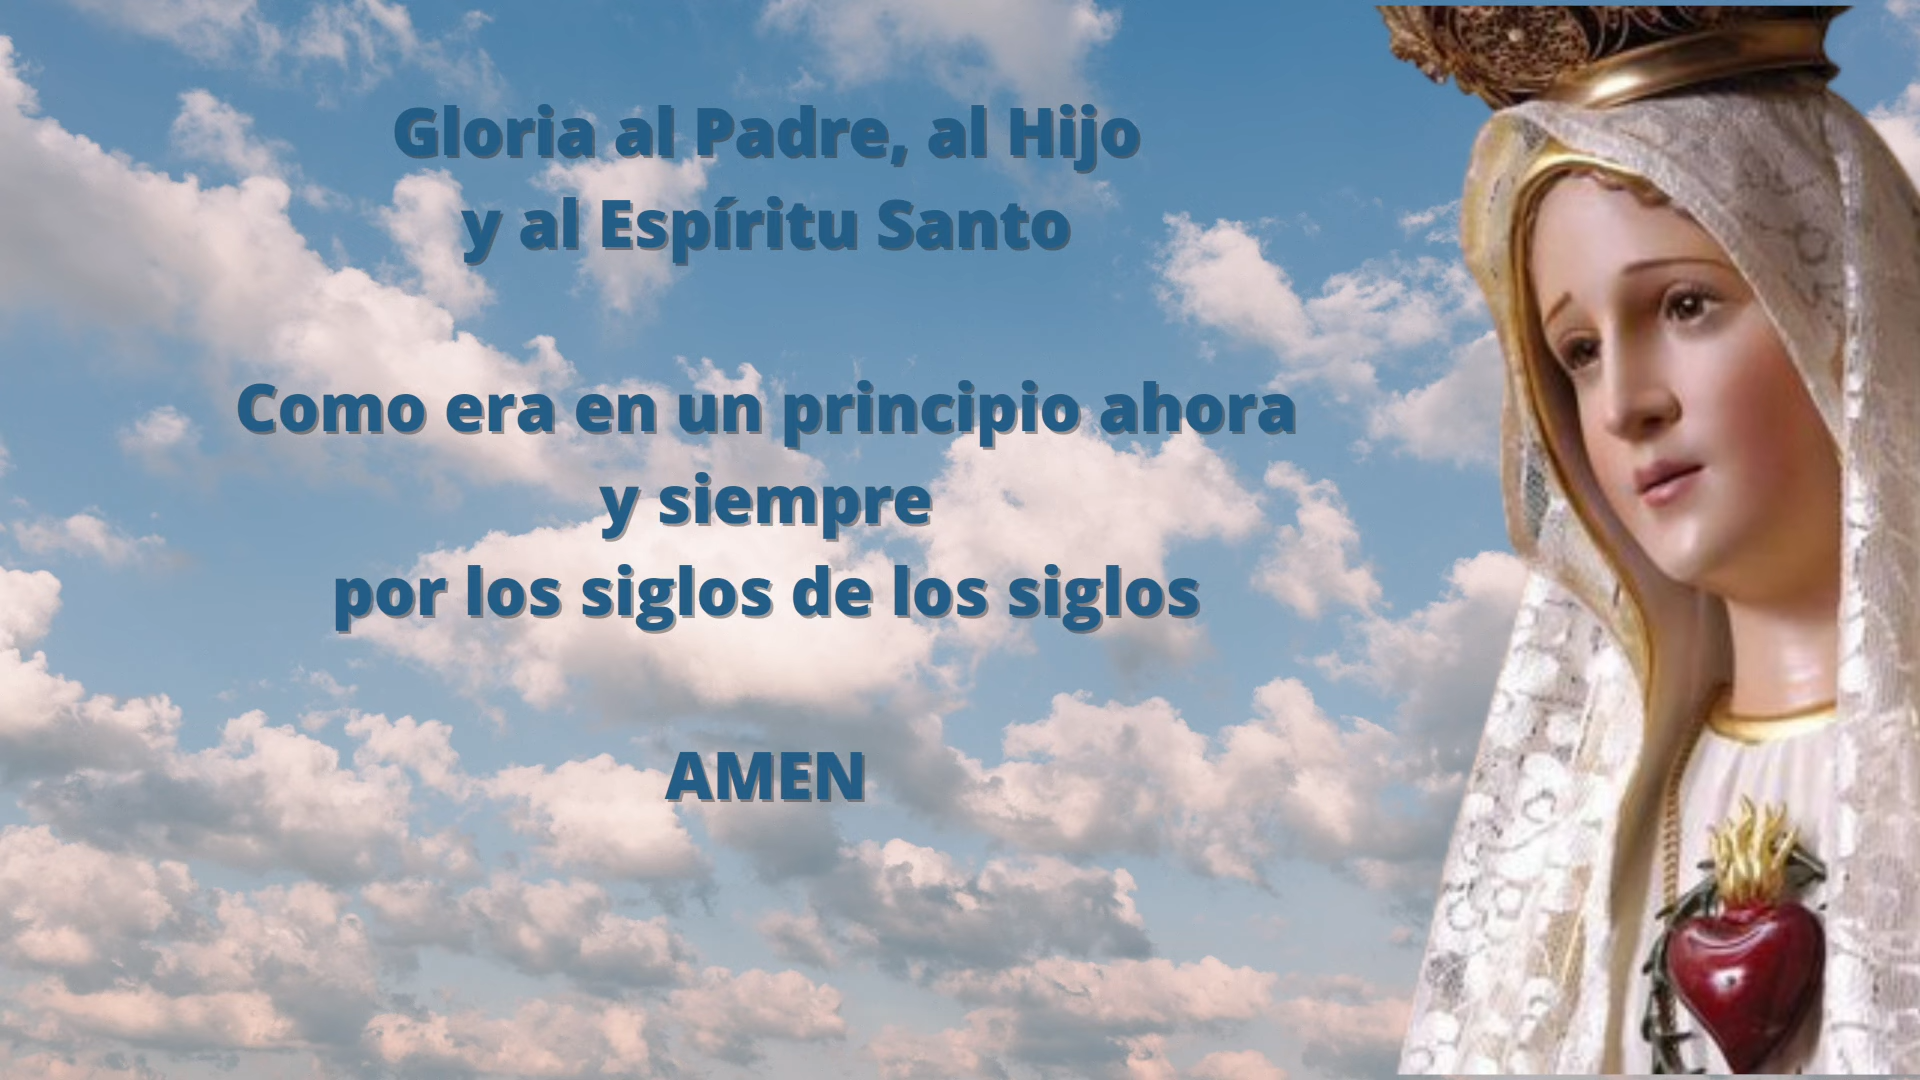 Gloria al Padre, al Hijo
y al Espíritu Santo
Como era en un principio ahora
y siempre
por los siglos de los siglos
AMEN